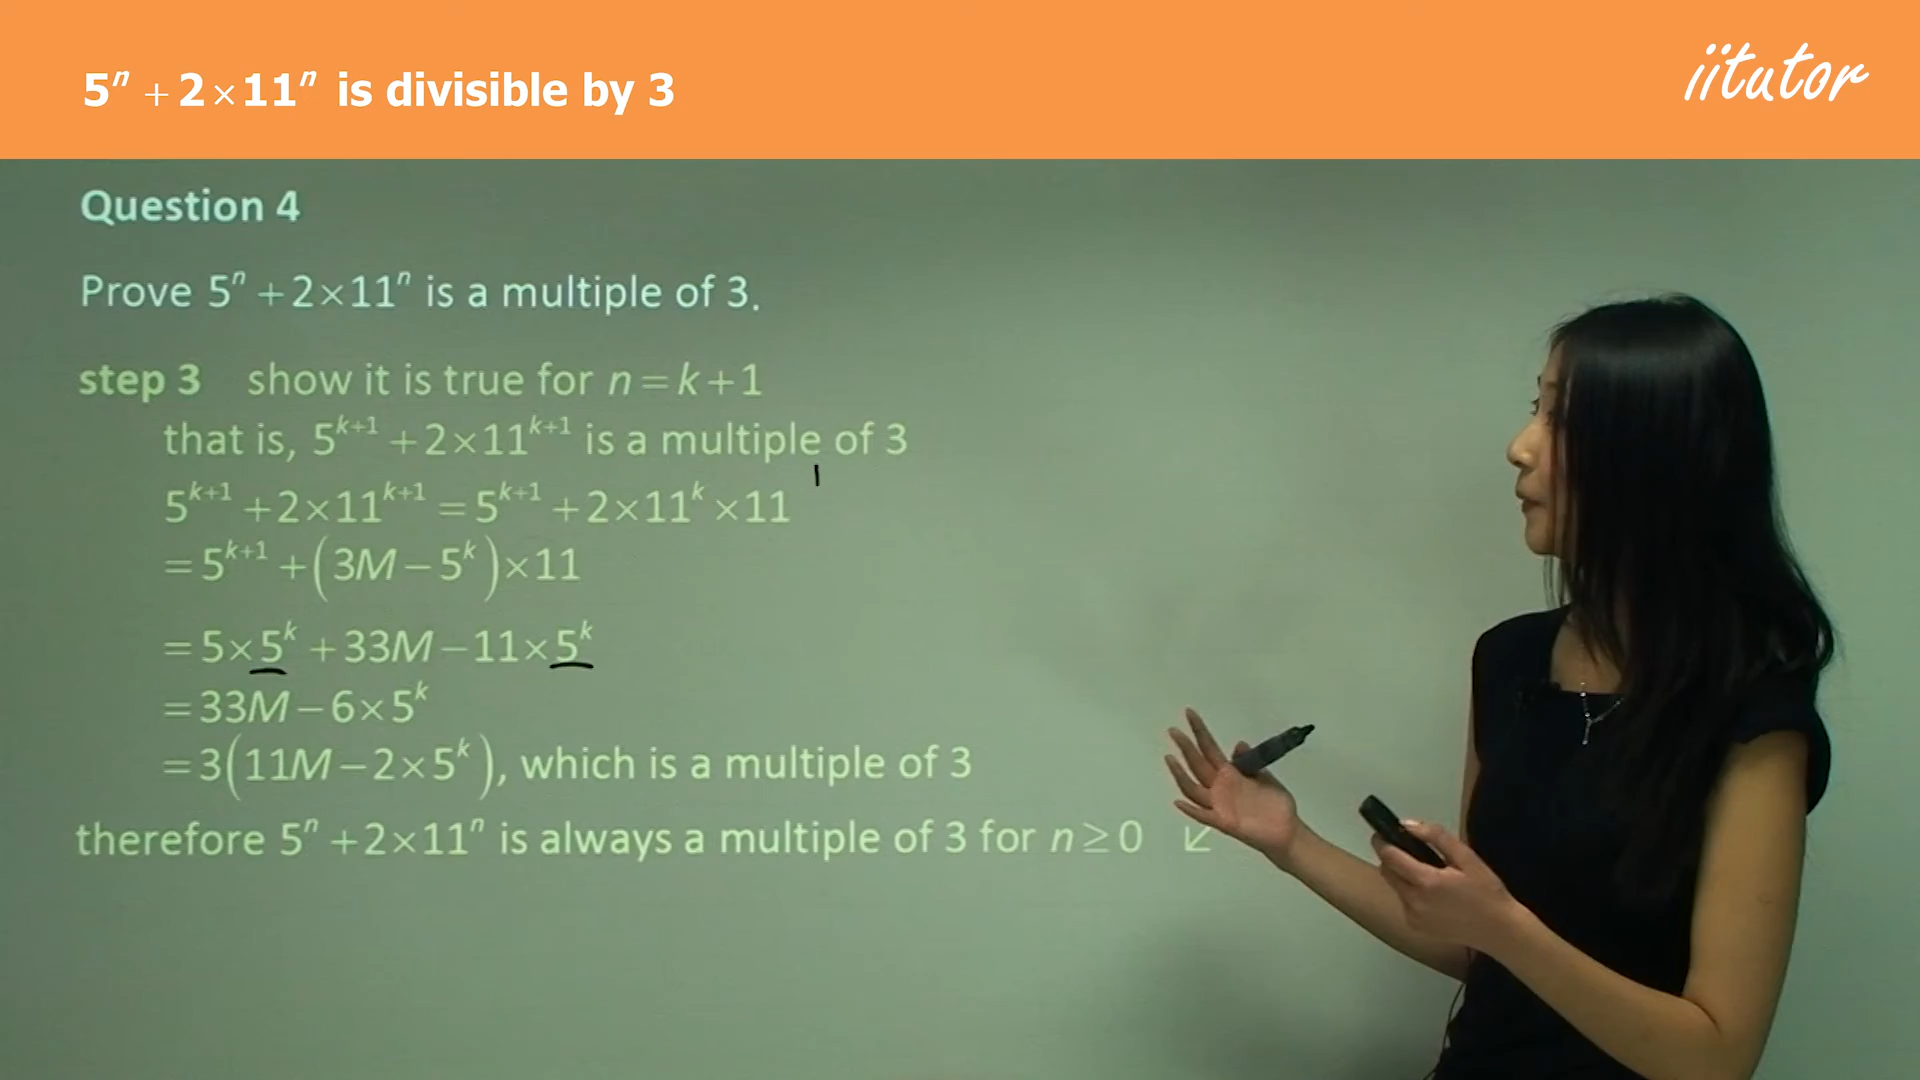 5ⁿ + 2×11ⁿ is divisible by 3
iitutor
Question 4
Prove 5ⁿ + 2×11ⁿ is a multiple of 3.
step 3 show it is true for n = k+1
that is, 5ᵏ⁺¹ + 2×11ᵏ⁺¹ is a multiple of 3
5ᵏ⁺¹ + 2×11ᵏ⁺¹ = 5ᵏ⁺¹ + 2×11ᵏ ×11
= 5ᵏ⁺¹ + (3M − 5ᵏ)×11
= 5×5ᵏ + 33M − 11×5ᵏ
= 33M − 6×5ᵏ
= 3(11M − 2×5ᵏ), which is a multiple of 3
therefore 5ⁿ + 2×11ⁿ is always a multiple of 3 for n ≥ 0